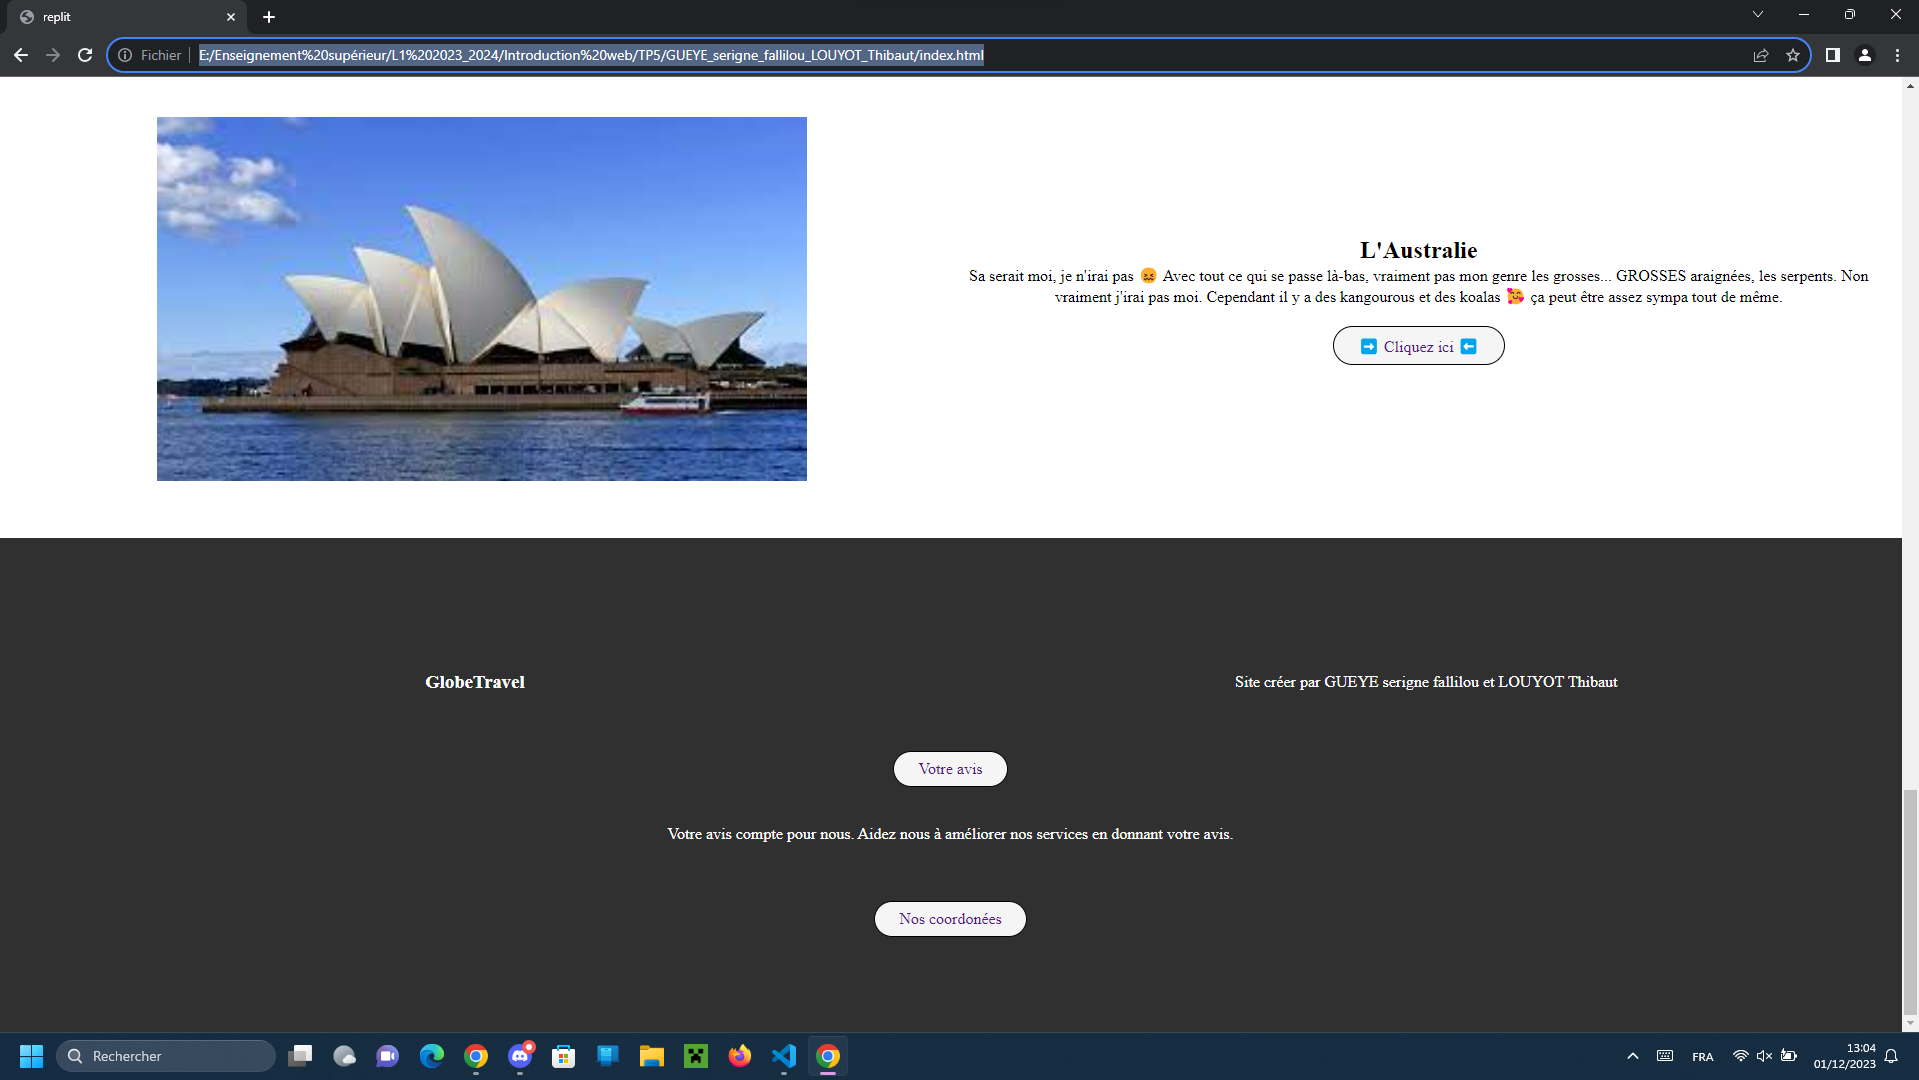 replit
Fichier E:/Enseignement%20supérieur/L1%202023_2024/Introduction%20web/TP5/GUEYE_serigne_fallilou_LOUYOT_Thibaut/index.html
L'Australie
Sa serait moi, je n'irai pas 😖 Avec tout ce qui se passe là-bas, vraiment pas mon genre les grosses... GROSSES araignées, les serpents. Non
vraiment j'irai pas moi. Cependant il y a des kangourous et des koalas 🥰 ça peut être assez sympa tout de même.
➡️ Cliquez ici ⬅️
GlobeTravel
Site créer par GUEYE serigne fallilou et LOUYOT Thibaut
Votre avis
Votre avis compte pour nous. Aidez nous à améliorer nos services en donnant votre avis.
Nos coordonées
Rechercher
FRA
13:04
01/12/2023